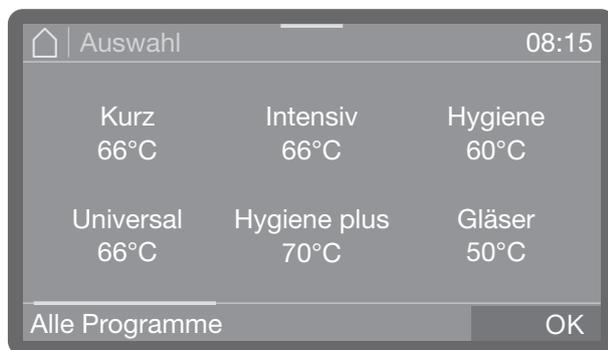 Auswahl 08:15
Kurz Intensiv Hygiene
66°C 66°C 60°C
Universal Hygiene plus Gläser
66°C 70°C 50°C
Alle Programme OK